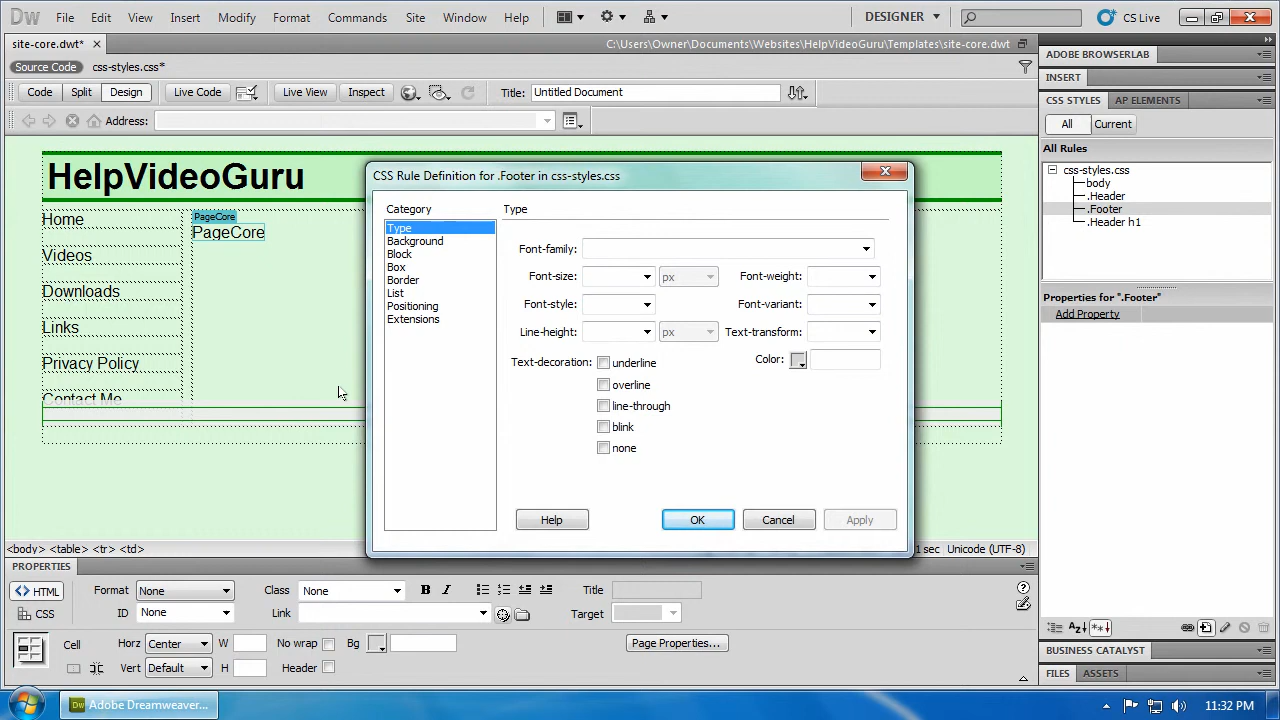 Dw File Edit View Insert Modify Format Commands Site Window Help DESIGNER CS Live
site-core.dwt* C:\Users\Owner\Documents\Websites\HelpVideoGuru\Templates\site-core.dwt
Source Code css-styles.css*
Code Split Design Live Code Live View Inspect Title: Untitled Document
Address:
HelpVideoGuru
Home
Videos
Downloads
Links
Privacy Policy
Contact Me
PageCore
PageCore
CSS Rule Definition for .Footer in css-styles.css
Category
Type
Background
Block
Box
Border
List
Positioning
Extensions
Type
Font-family:
Font-size: px Font-weight:
Font-style: Font-variant:
Line-height: px Text-transform:
Text-decoration: underline Color:
overline
line-through
blink
none
Help OK Cancel Apply
<body> <table> <tr> <td> 1 sec Unicode (UTF-8)
PROPERTIES
<> HTML Format None Class None B I Title
CSS ID None Link Target
Cell Horz Center W No wrap Bg Page Properties...
Vert Default H Header
ADOBE BROWSERLAB
INSERT
CSS STYLES AP ELEMENTS
All Current
All Rules
css-styles.css
body
.Header
.Footer
.Header h1
Properties for ".Footer"
Add Property
Az
**
BUSINESS CATALYST
FILES ASSETS
Dw Adobe Dreamweaver... 11:32 PM